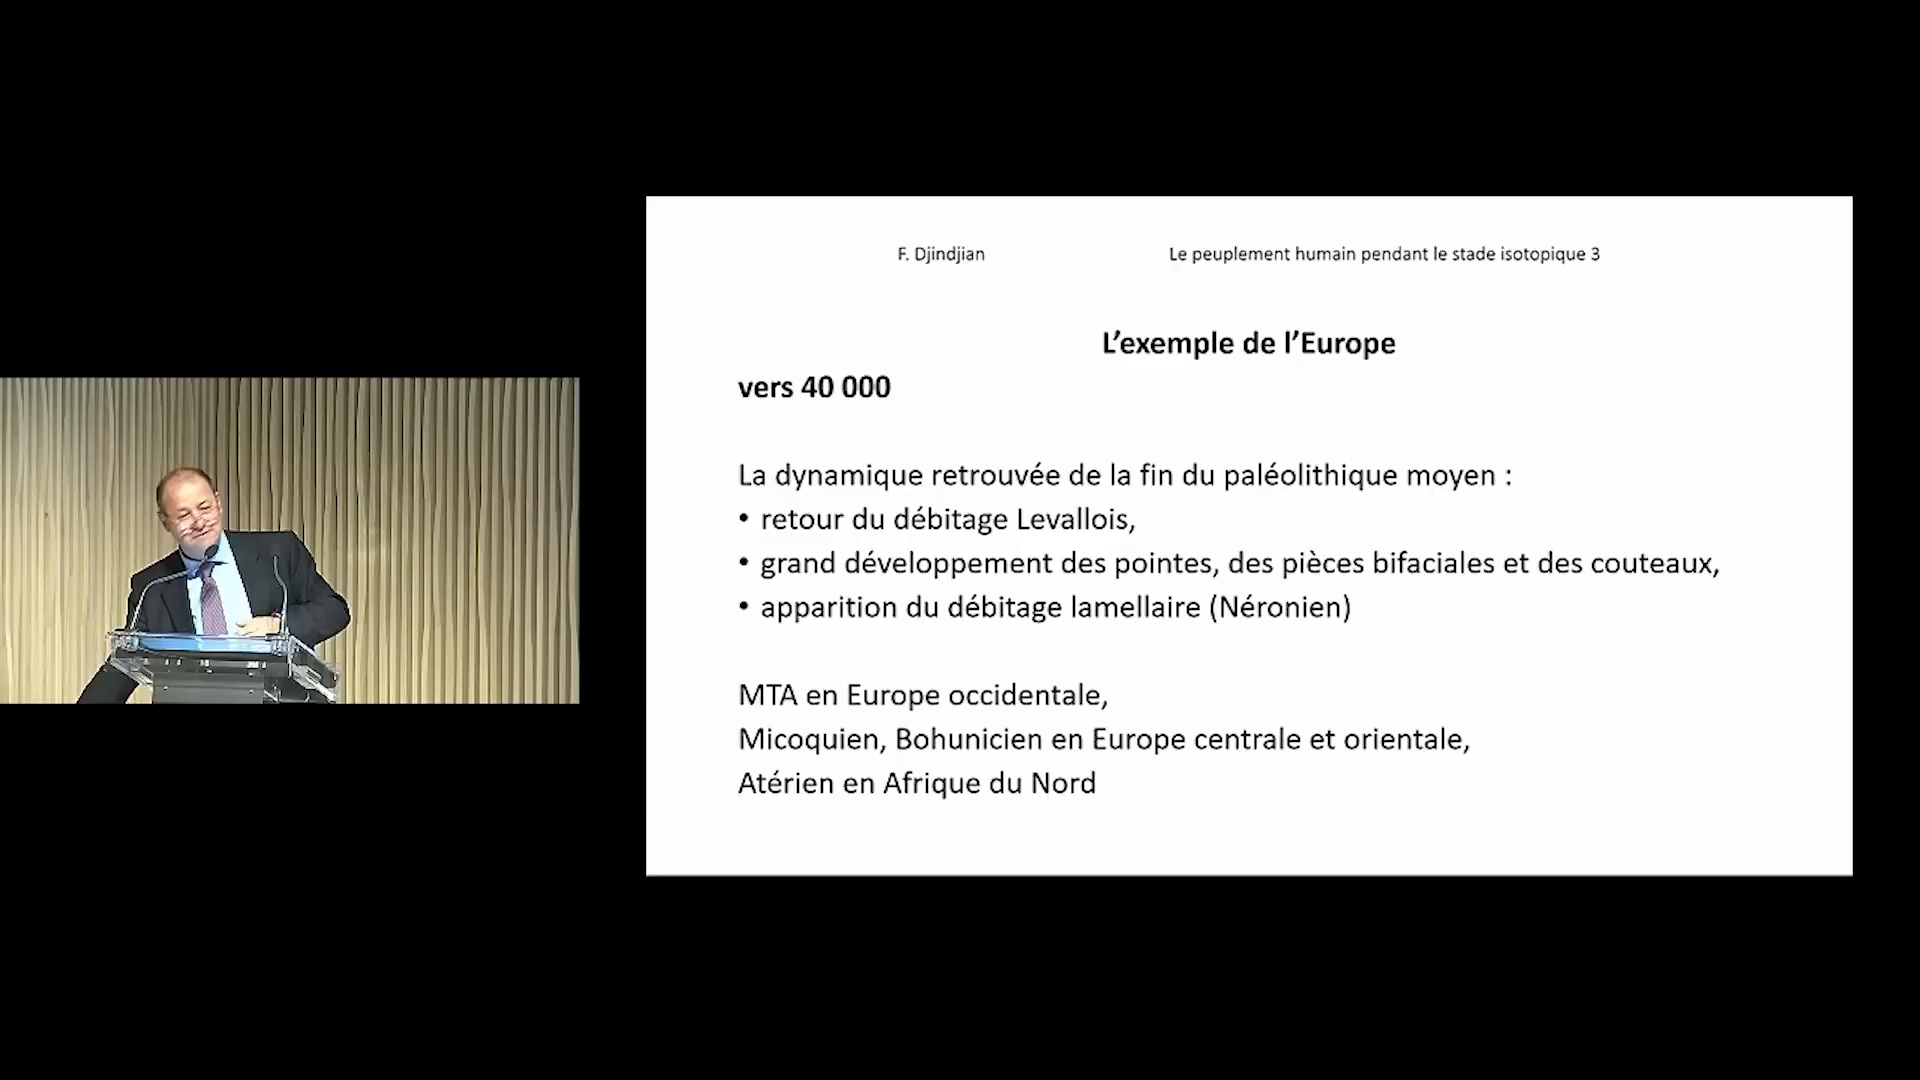 F. Djindjian Le peuplement humain pendant le stade isotopique 3
L’exemple de l’Europe
vers 40 000
La dynamique retrouvée de la fin du paléolithique moyen :
• retour du débitage Levallois,
• grand développement des pointes, des pièces bifaciales et des couteaux,
• apparition du débitage lamellaire (Néronien)
MTA en Europe occidentale,
Micoquien, Bohunicien en Europe centrale et orientale,
Atérien en Afrique du Nord